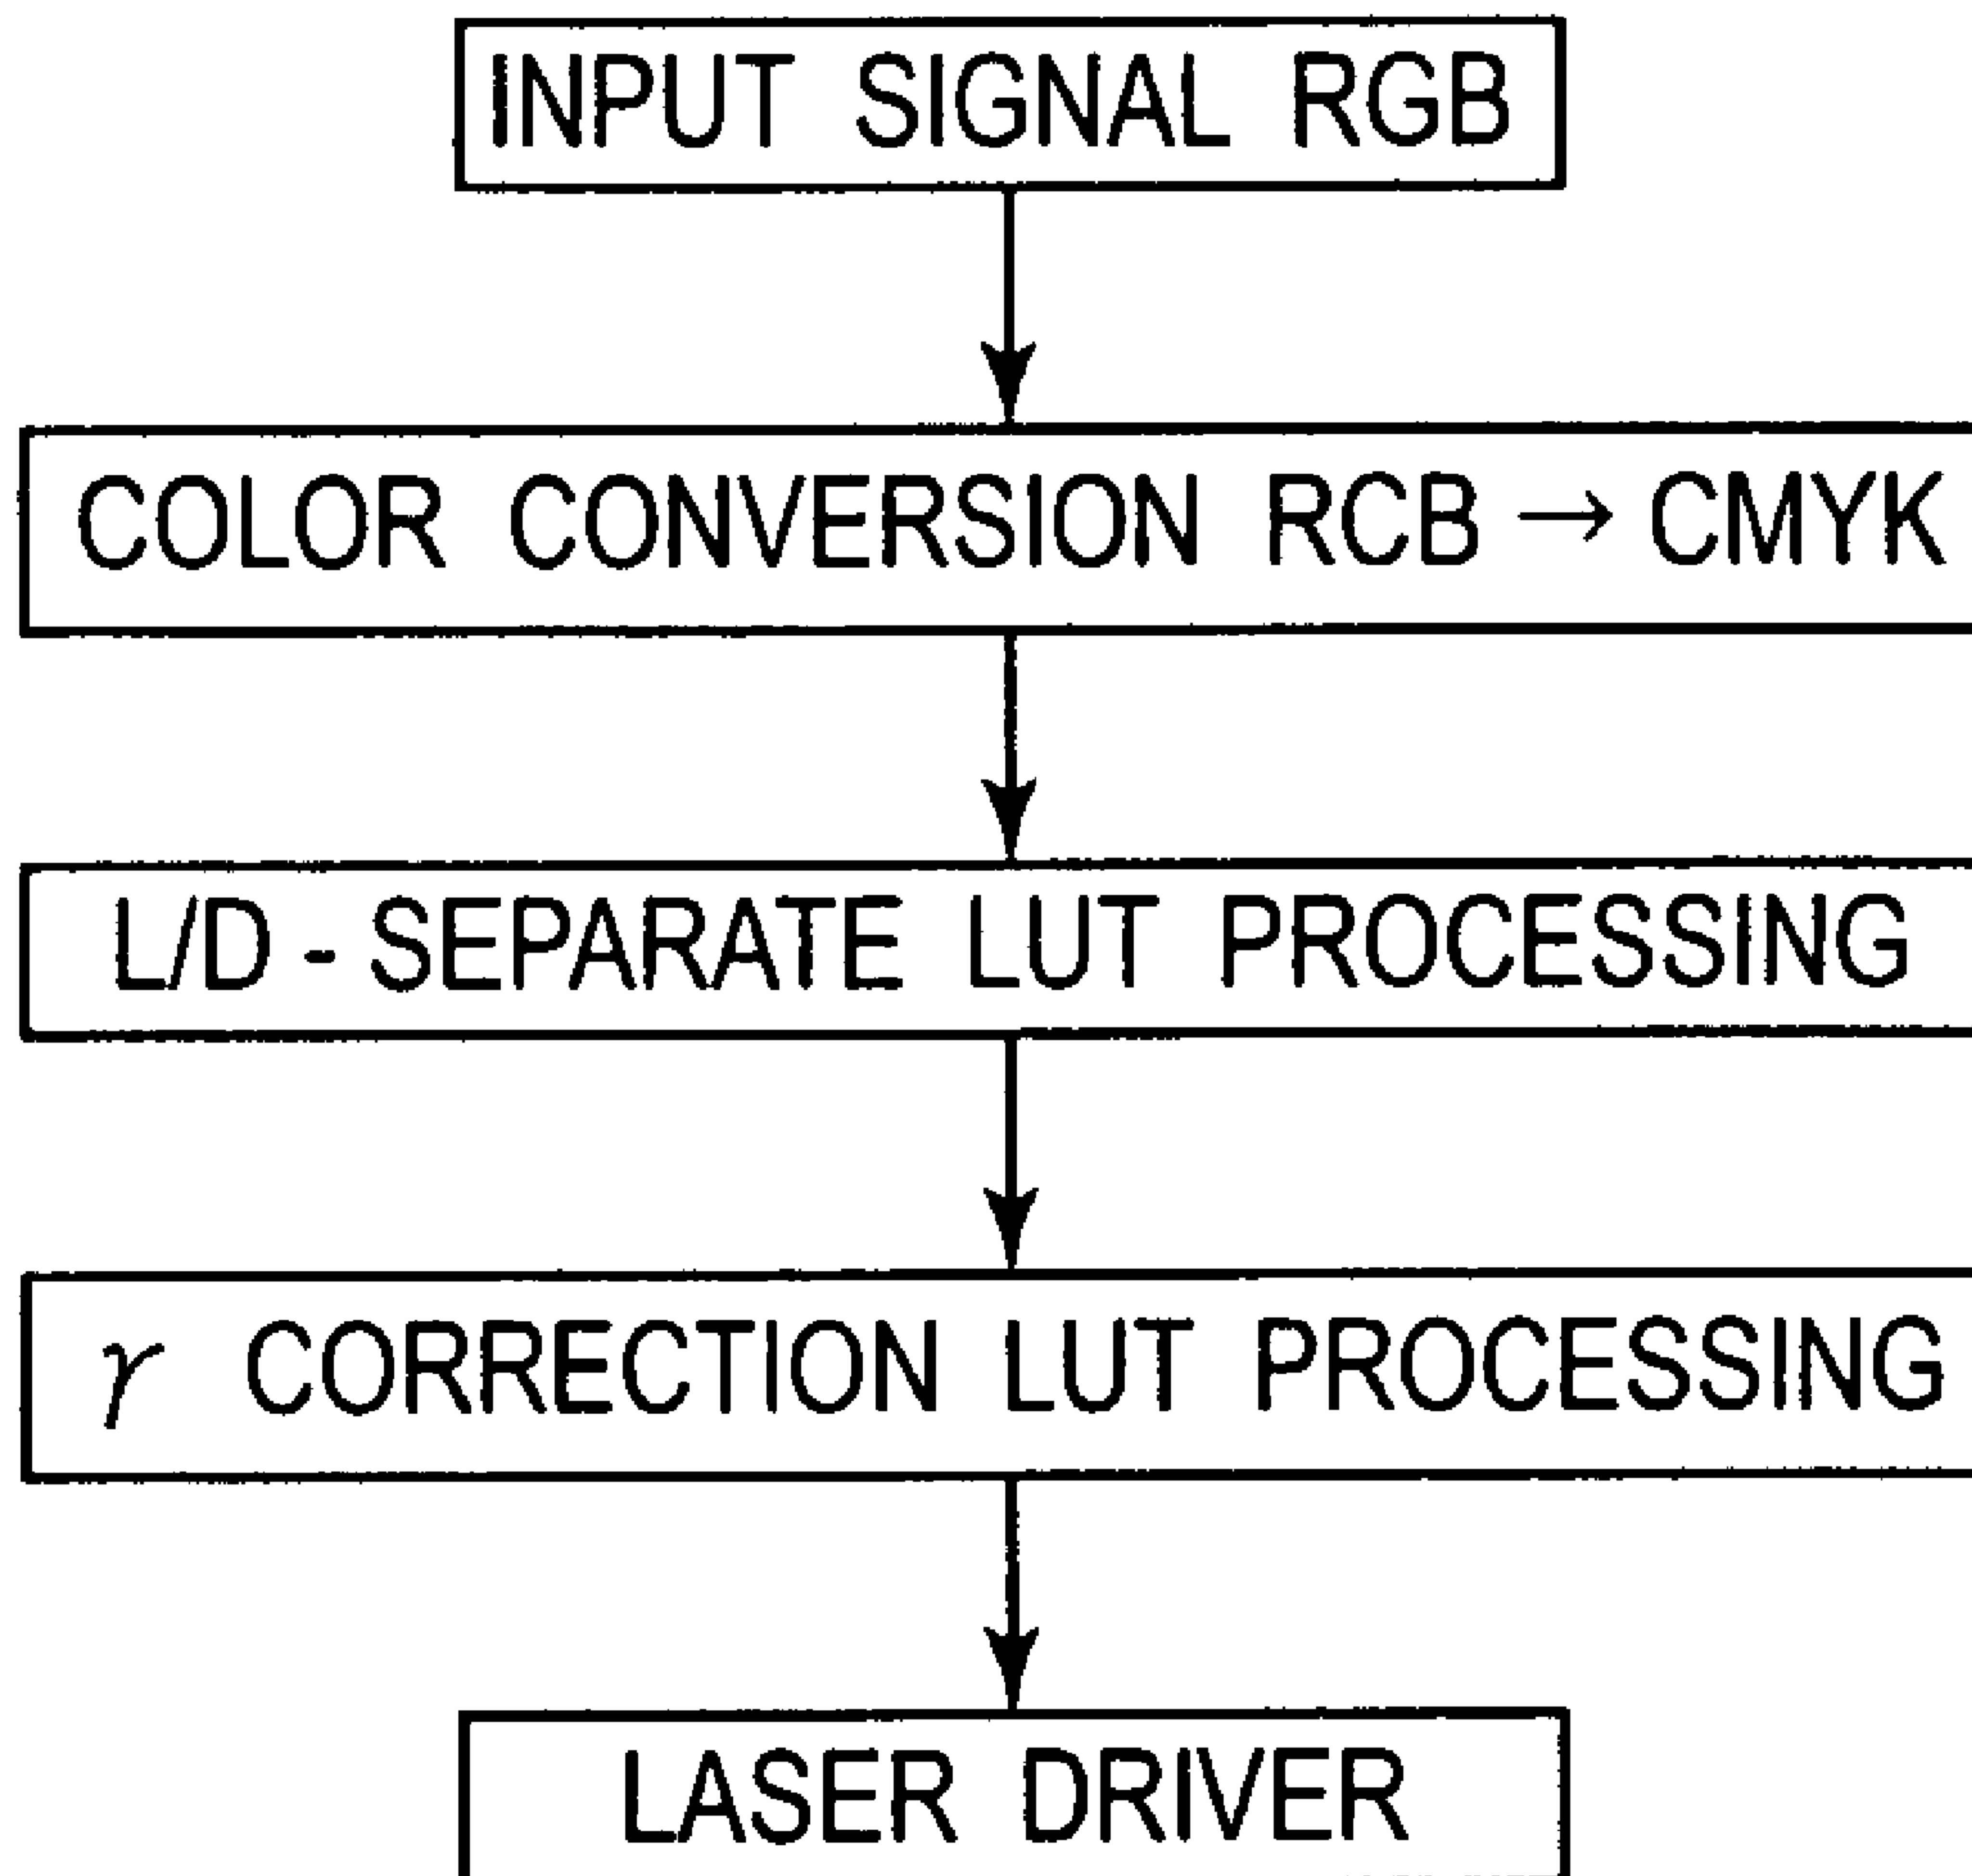 INPUT SIGNAL RGB
COLOR CONVERSION RCB → CMYK
L/D - SEPARATE LUT PROCESSING
γ CORRECTION LUT PROCESSING
LASER DRIVER